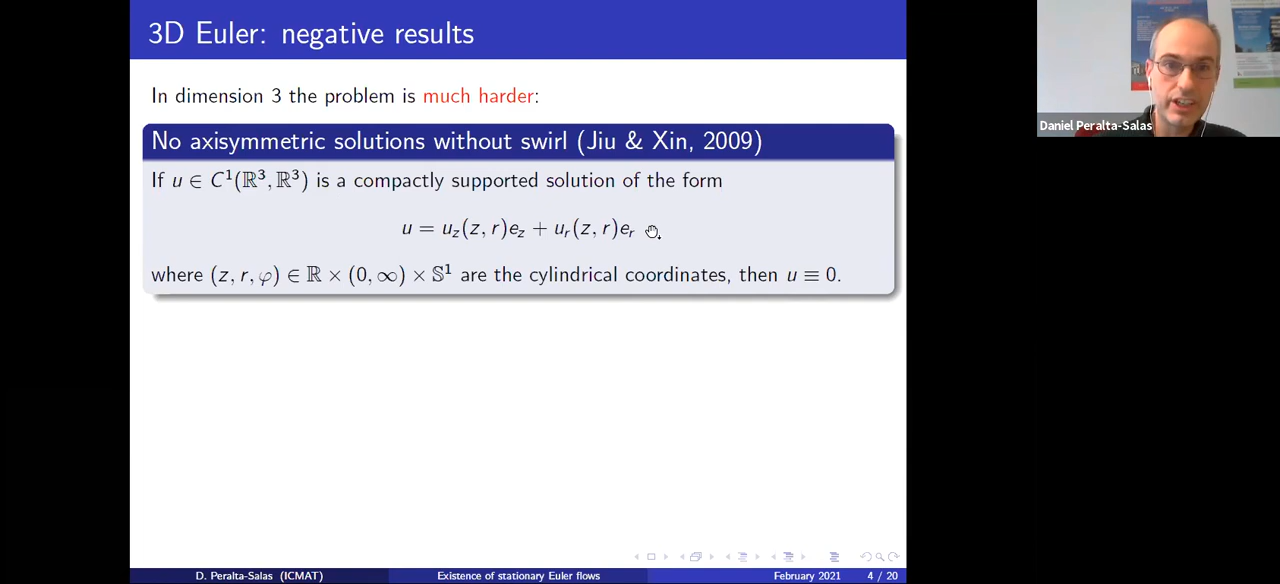 3D Euler: negative results
In dimension 3 the problem is much harder:
No axisymmetric solutions without swirl (Jiu & Xin, 2009)
If u ∈ C¹(ℝ³, ℝ³) is a compactly supported solution of the form
u = u_z(z, r)e_z + u_r(z, r)e_r
where (z, r, φ) ∈ ℝ × (0, ∞) × 𝕊¹ are the cylindrical coordinates, then u ≡ 0.
D. Peralta-Salas (ICMAT) Existence of stationary Euler flows February 2021 4 / 20
Daniel Peralta-Salas